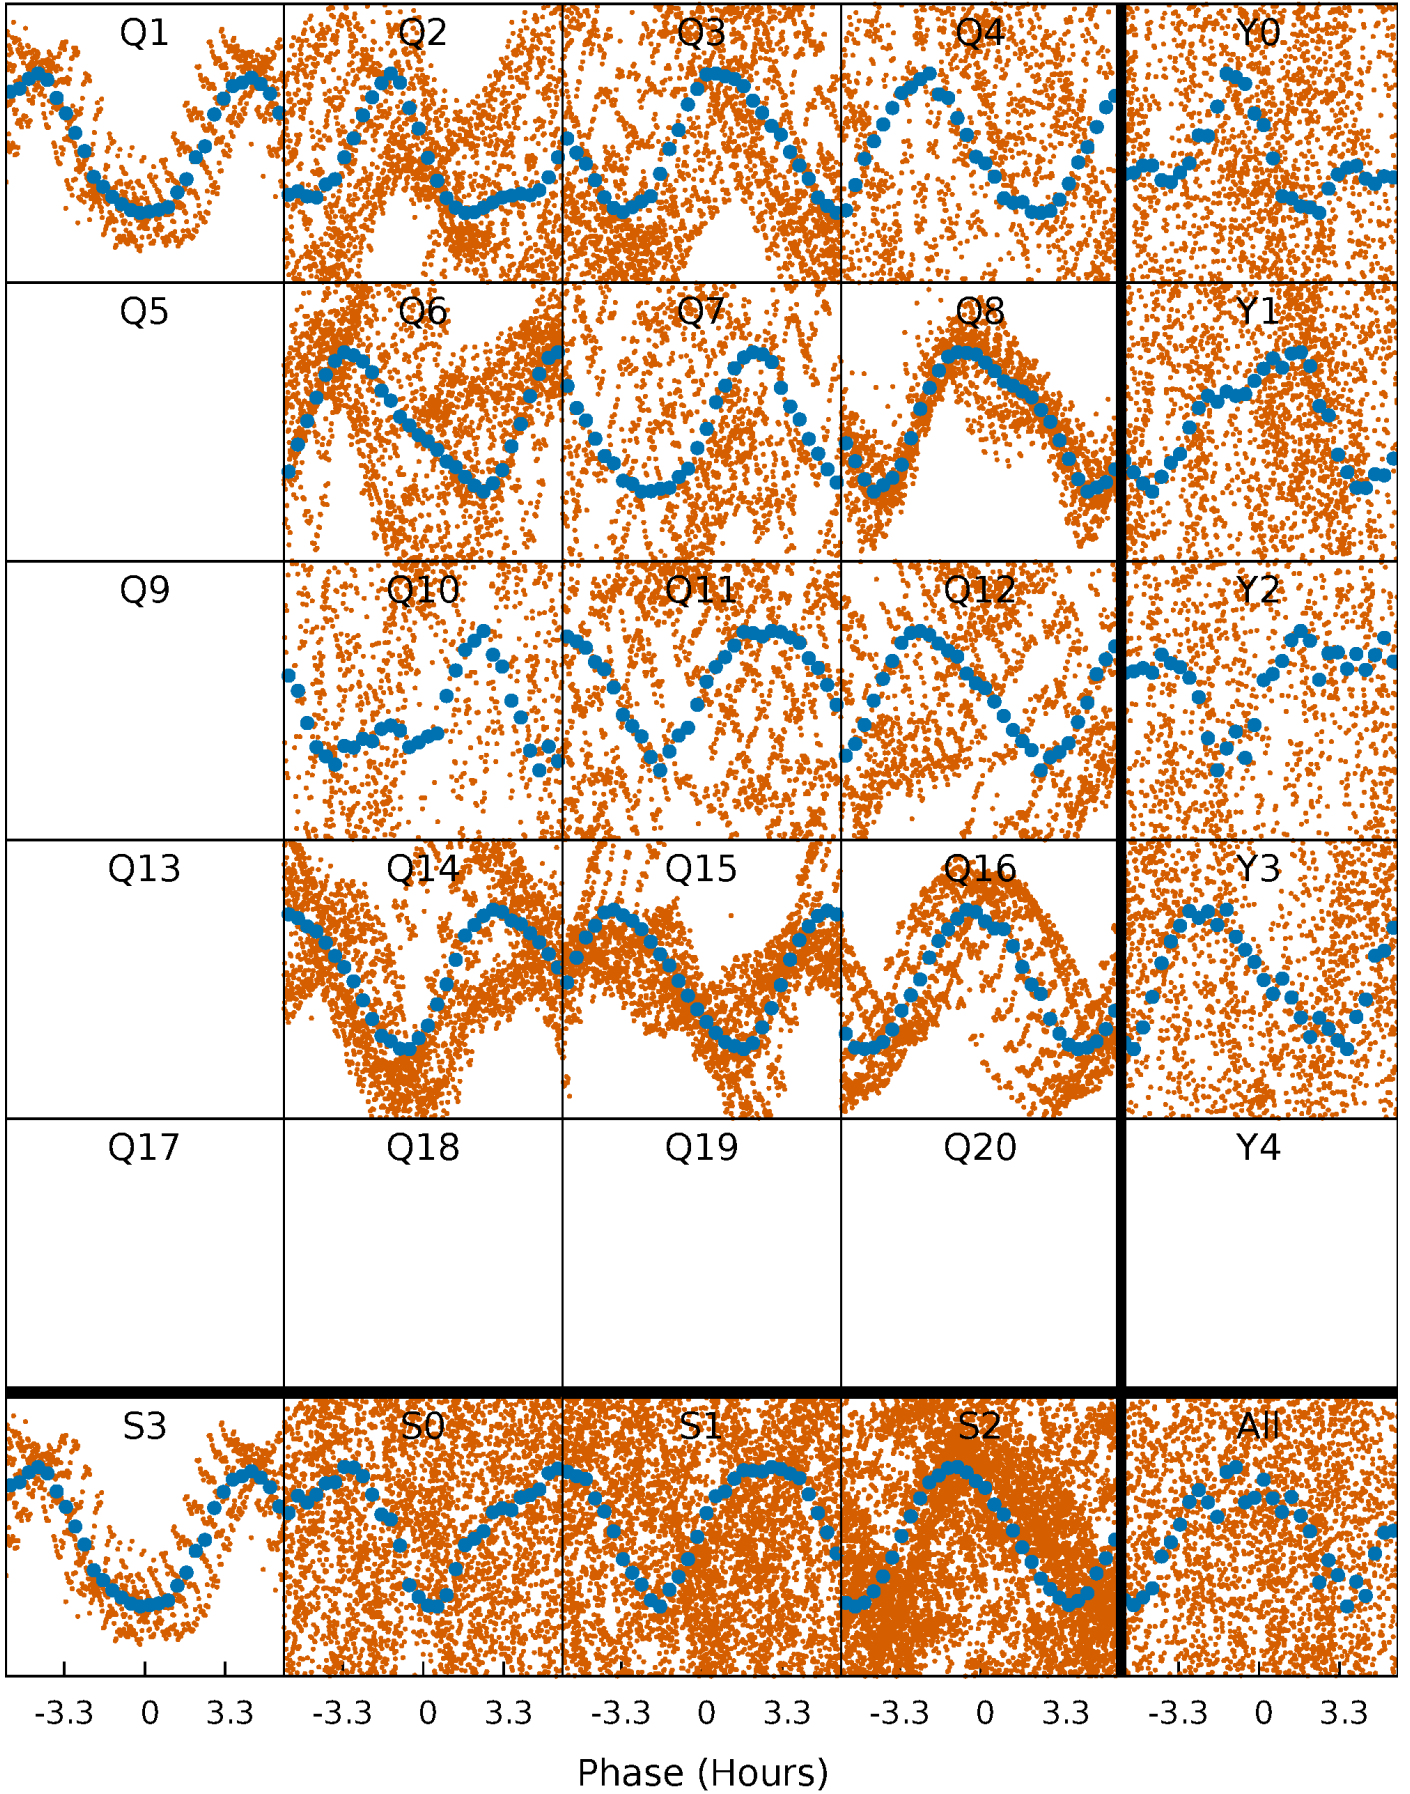 Q1 Q2 Q3 Q4 Y0
Q5 Q6 Q7 Q8 Y1
Q9 Q10 Q11 Q12 Y2
Q13 Q14 Q15 Q16 Y3
Q17 Q18 Q19 Q20 Y4
S3 S0 S1 S2 All
-3.3 0 3.3 -3.3 0 3.3 -3.3 0 3.3 -3.3 0 3.3 -3.3 0 3.3
Phase (Hours)